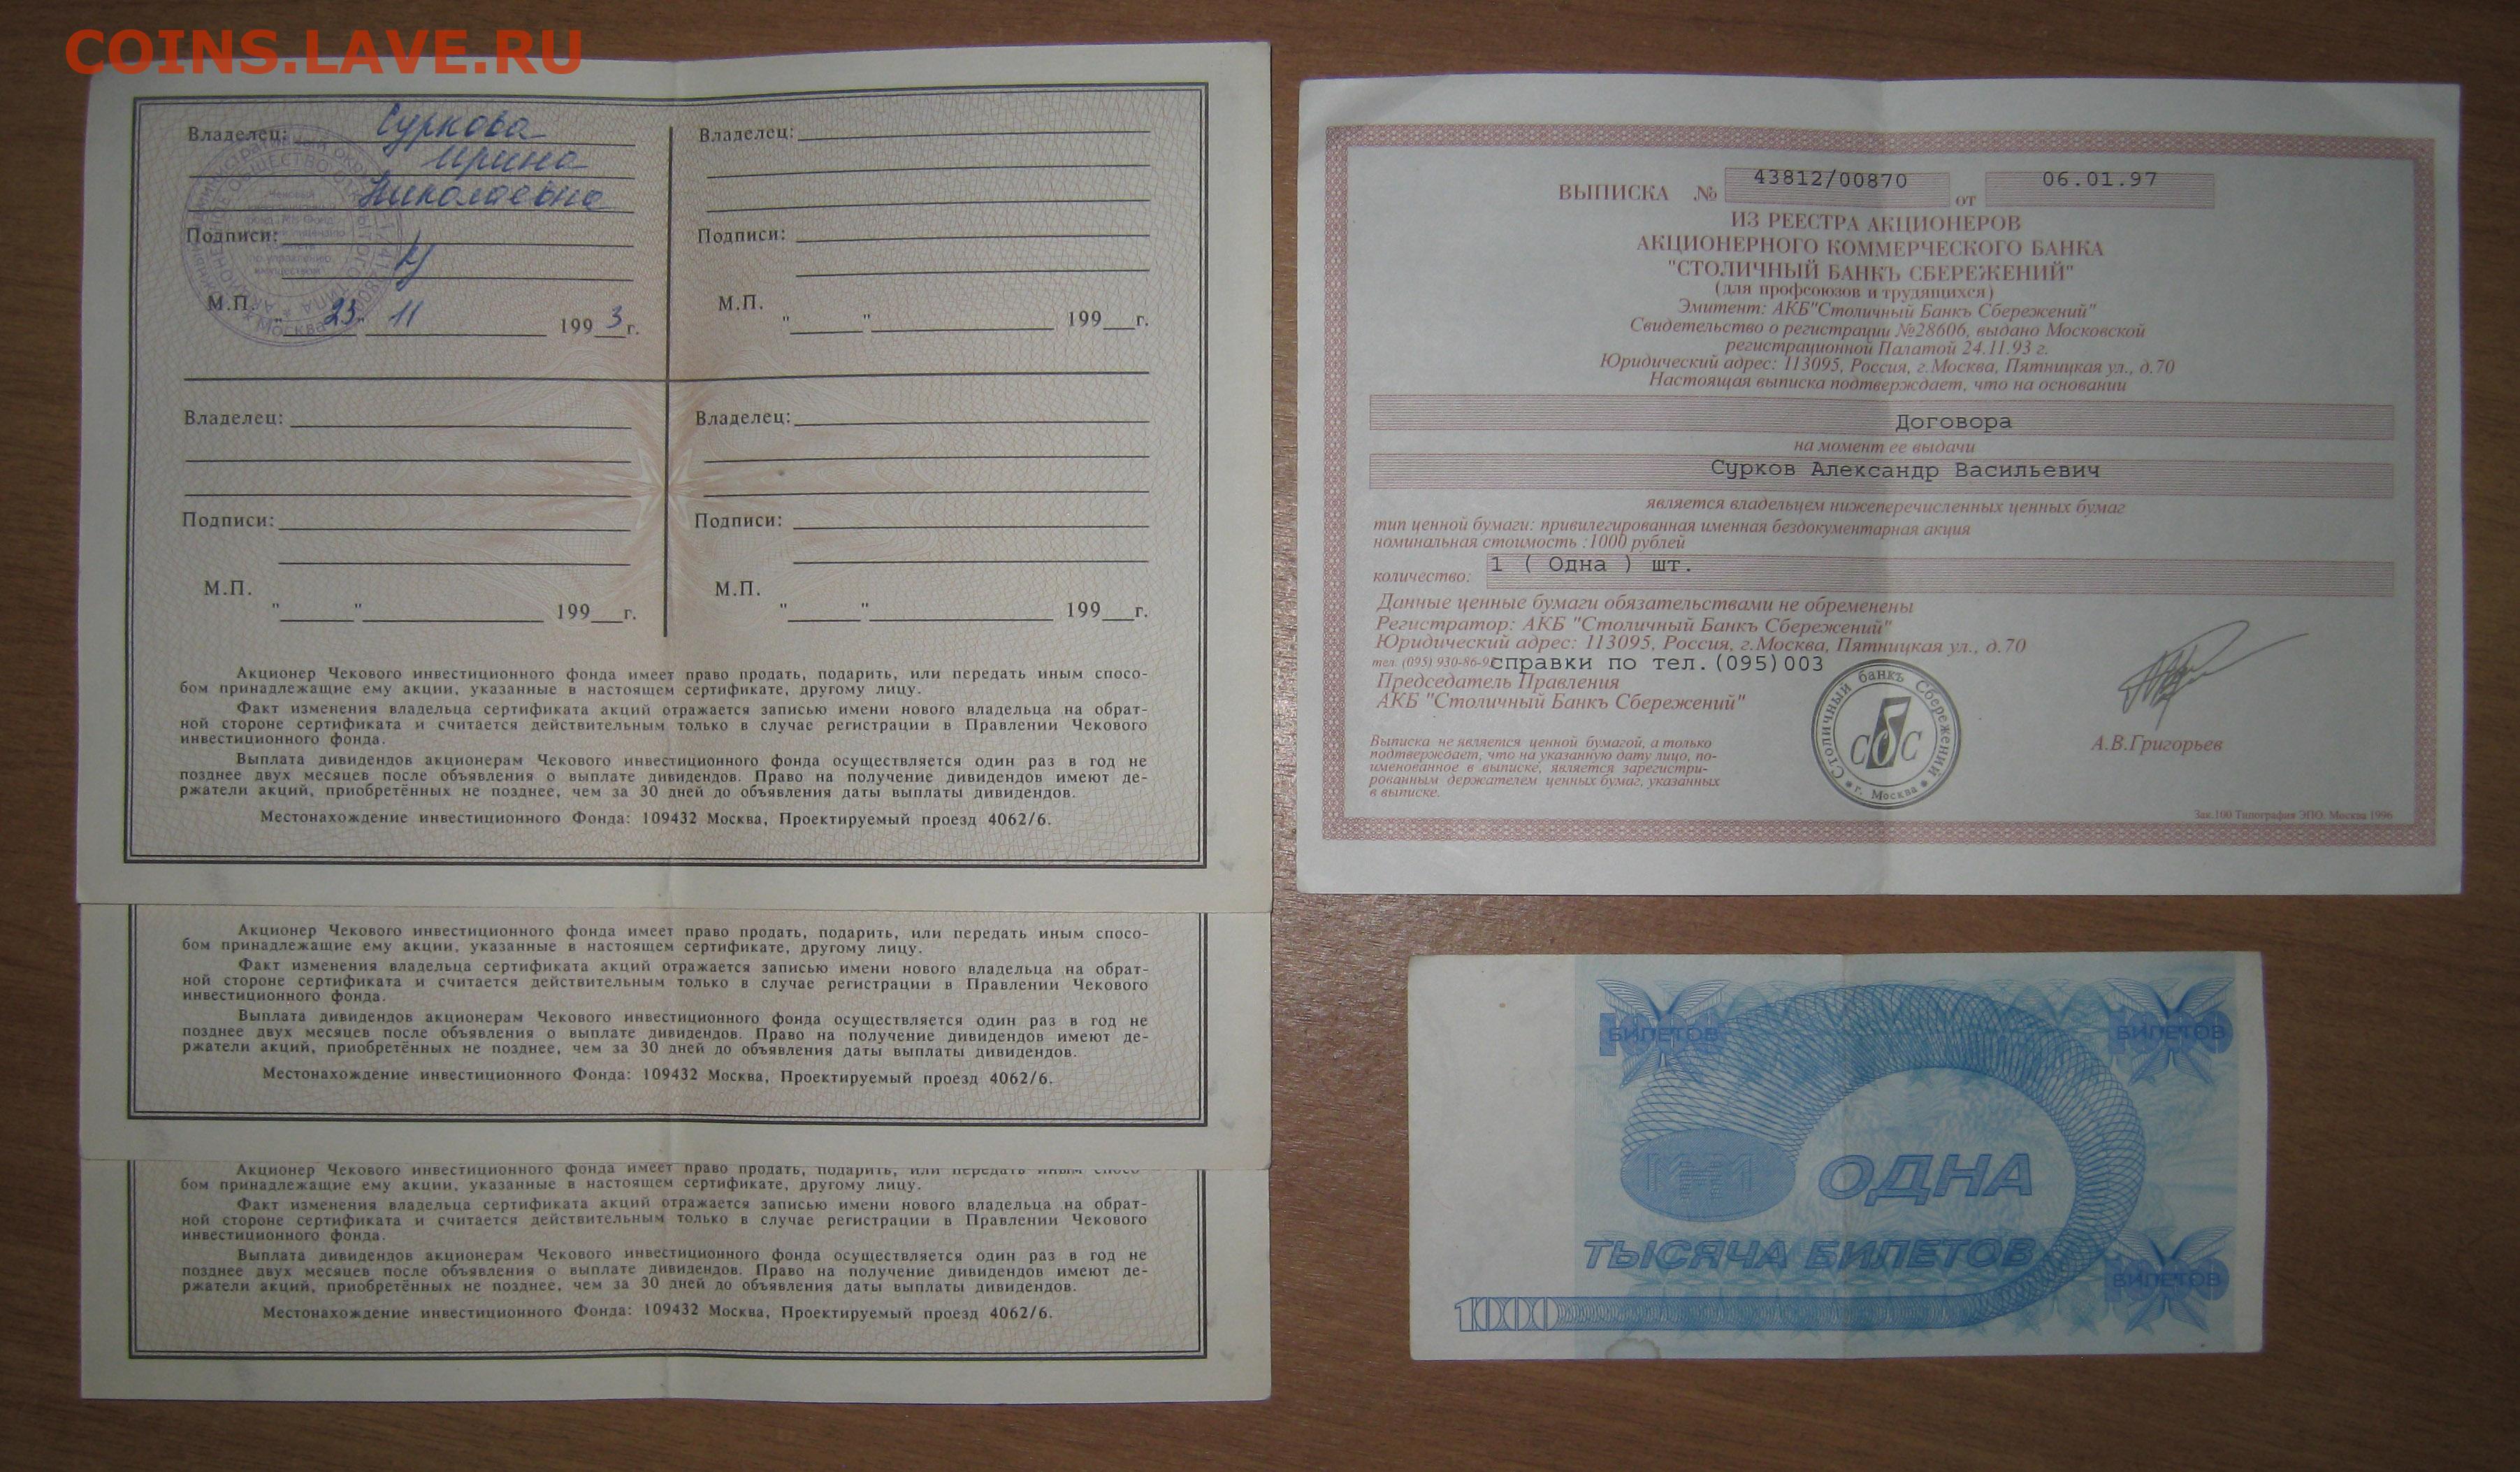 COINS.LAVE.RU
Владелец: Суркова
Ирина
Николаевна
Подписи:
М.П.
"23" 11 1993 г.
Владелец:
Подписи:
М.П.
" " 199 г.
Владелец:
Подписи:
М.П.
" " 199 г.
Владелец:
Подписи:
М.П.
" " 199 г.
Акционер Чекового инвестиционного фонда имеет право продать, подарить, или передать иным спосо-
бом принадлежащие ему акции, указанные в настоящем сертификате, другому лицу.
Факт изменения владельца сертификата акций отражается записью имени нового владельца на обрат-
ной стороне сертификата и считается действительным только в случае регистрации в Правлении Чекового
инвестиционного фонда.
Выплата дивидендов акционерам Чекового инвестиционного фонда осуществляется один раз в год не
позднее двух месяцев после объявления о выплате дивидендов. Право на получение дивидендов имеют де-
ржатели акций, приобретённых не позднее, чем за 30 дней до объявления даты выплаты дивидендов.
Местонахождение инвестиционного Фонда: 109432 Москва, Проектируемый проезд 4062/6.
Акционер Чекового инвестиционного фонда имеет право продать, подарить, или передать иным спосо-
бом принадлежащие ему акции, указанные в настоящем сертификате, другому лицу.
Факт изменения владельца сертификата акций отражается записью имени нового владельца на обрат-
ной стороне сертификата и считается действительным только в случае регистрации в Правлении Чекового
инвестиционного фонда.
Выплата дивидендов акционерам Чекового инвестиционного фонда осуществляется один раз в год не
позднее двух месяцев после объявления о выплате дивидендов. Право на получение дивидендов имеют де-
ржатели акций, приобретённых не позднее, чем за 30 дней до объявления даты выплаты дивидендов.
Местонахождение инвестиционного Фонда: 109432 Москва, Проектируемый проезд 4062/6.
Акционер Чекового инвестиционного фонда имеет право продать, подарить, или передать иным спосо-
бом принадлежащие ему акции, указанные в настоящем сертификате, другому лицу.
Факт изменения владельца сертификата акций отражается записью имени нового владельца на обрат-
ной стороне сертификата и считается действительным только в случае регистрации в Правлении Чекового
инвестиционного фонда.
Выплата дивидендов акционерам Чекового инвестиционного фонда осуществляется один раз в год не
позднее двух месяцев после объявления о выплате дивидендов. Право на получение дивидендов имеют де-
ржатели акций, приобретённых не позднее, чем за 30 дней до объявления даты выплаты дивидендов.
Местонахождение инвестиционного Фонда: 109432 Москва, Проектируемый проезд 4062/6.
ВЫПИСКА № 43812/00870 от 06.01.97
ИЗ РЕЕСТРА АКЦИОНЕРОВ
АКЦИОНЕРНОГО КОММЕРЧЕСКОГО БАНКА
"СТОЛИЧНЫЙ БАНКЪ СБЕРЕЖЕНИЙ"
(для профсоюзов и трудящихся)
Эмитент: АКБ"Столичный Банкъ Сбережений"
Свидетельство о регистрации №28606, выдано Московской
регистрационной Палатой 24.11.93 г.
Юридический адрес: 113095, Россия, г.Москва, Пятницкая ул., д.70
Настоящая выписка подтверждает, что на основании
Договора
на момент ее выдачи
Сурков Александр Васильевич
является владельцем нижеперечисленных ценных бумаг
тип ценной бумаги: привилегированная именная бездокументарная акция
номинальная стоимость :1000 рублей
количество: 1 ( Одна ) шт.
Данные ценные бумаги обязательствами не обременены
Регистратор: АКБ "Столичный Банкъ Сбережений"
Юридический адрес: 113095, Россия, г.Москва, Пятницкая ул., д.70
тел. (095) 930-86-9 справки по тел.(095)003
Председатель Правления
АКБ "Столичный Банкъ Сбережений"
Столичный банкъ Сбережений
СБС
г. Москва
А.В.Григорьев
Выписка не является ценной бумагой, а только
подтверждает, что на указанную дату лицо, по-
именованное в выписке, является зарегистри-
рованным держателем ценных бумаг, указанных
в выписке.
Зак.100 Типография ЭПО. Москва 1996
БИЛЕТОВ
БИЛЕТОВ
ОДНА
ТЫСЯЧА БИЛЕТОВ
БИЛЕТОВ
1000